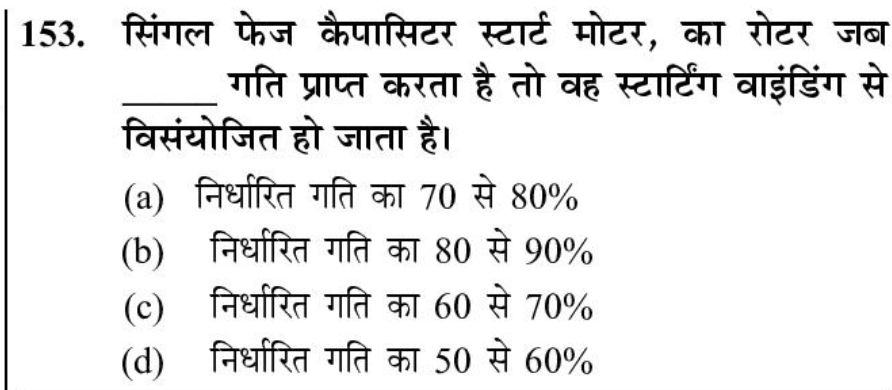 153. सिंगल फेज कैपासिटर स्टार्ट मोटर, का रोटर जब
_____ गति प्राप्त करता है तो वह स्टार्टिंग वाइंडिंग से
विसंयोजित हो जाता है।
(a) निर्धारित गति का 70 से 80%
(b) निर्धारित गति का 80 से 90%
(c) निर्धारित गति का 60 से 70%
(d) निर्धारित गति का 50 से 60%